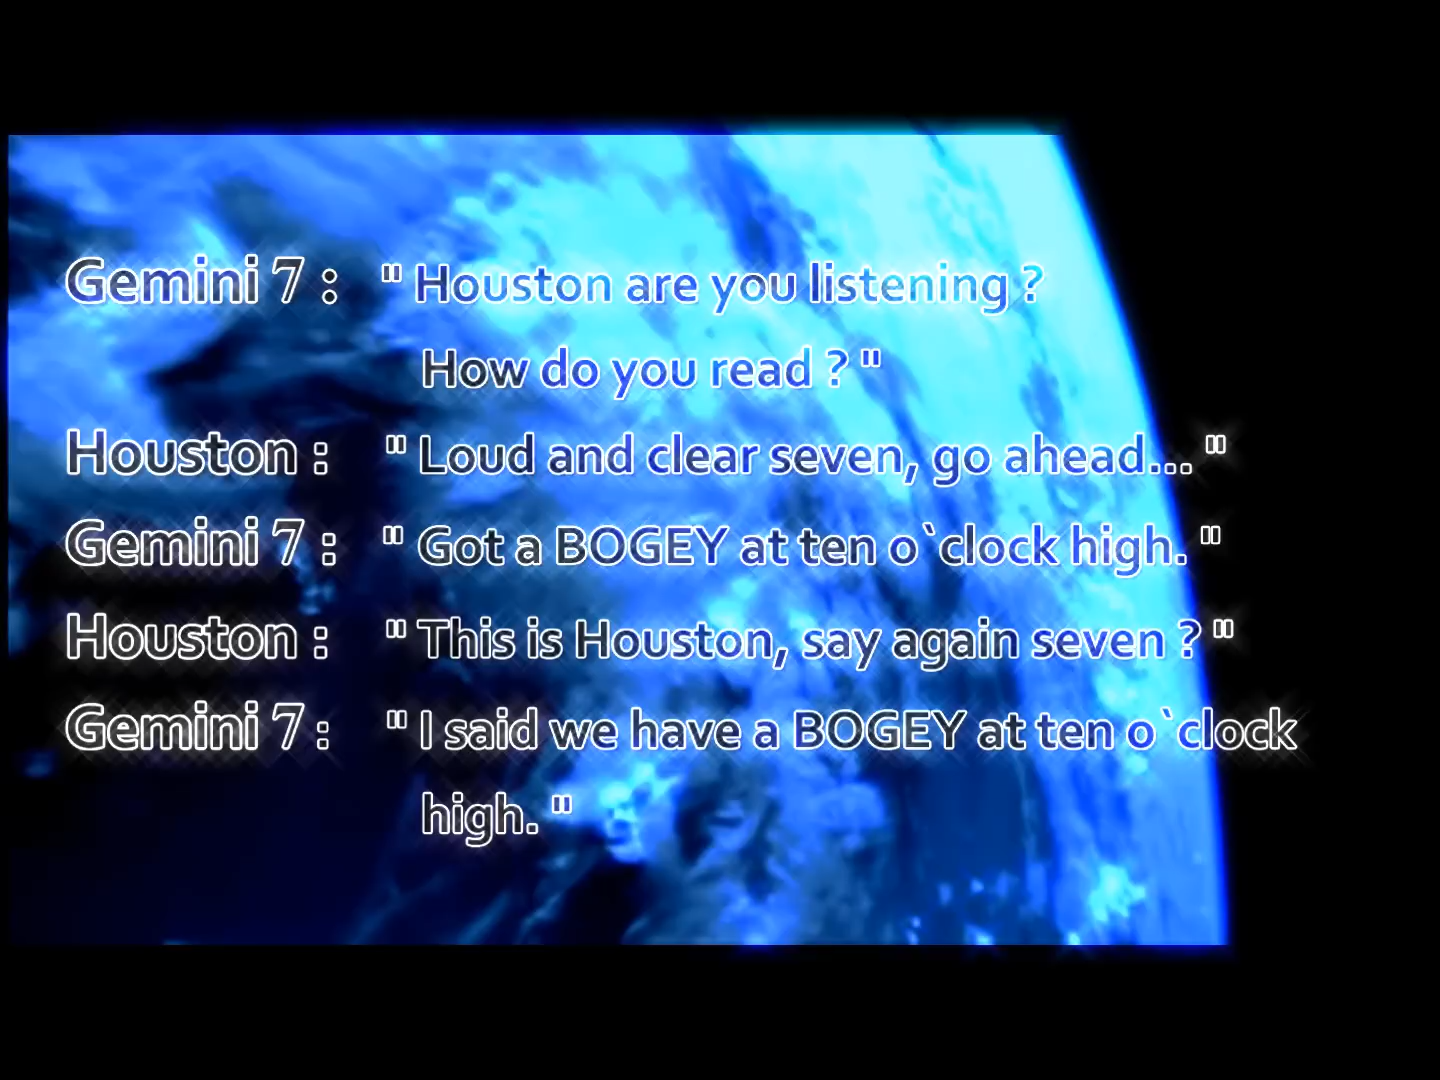 Gemini 7 : " Houston are you listening ?
How do you read ? "
Houston : " Loud and clear seven, go ahead... "
Gemini 7 : " Got a BOGEY at ten o`clock high. "
Houston : " This is Houston, say again seven ? "
Gemini 7 : " I said we have a BOGEY at ten o`clock
high. "